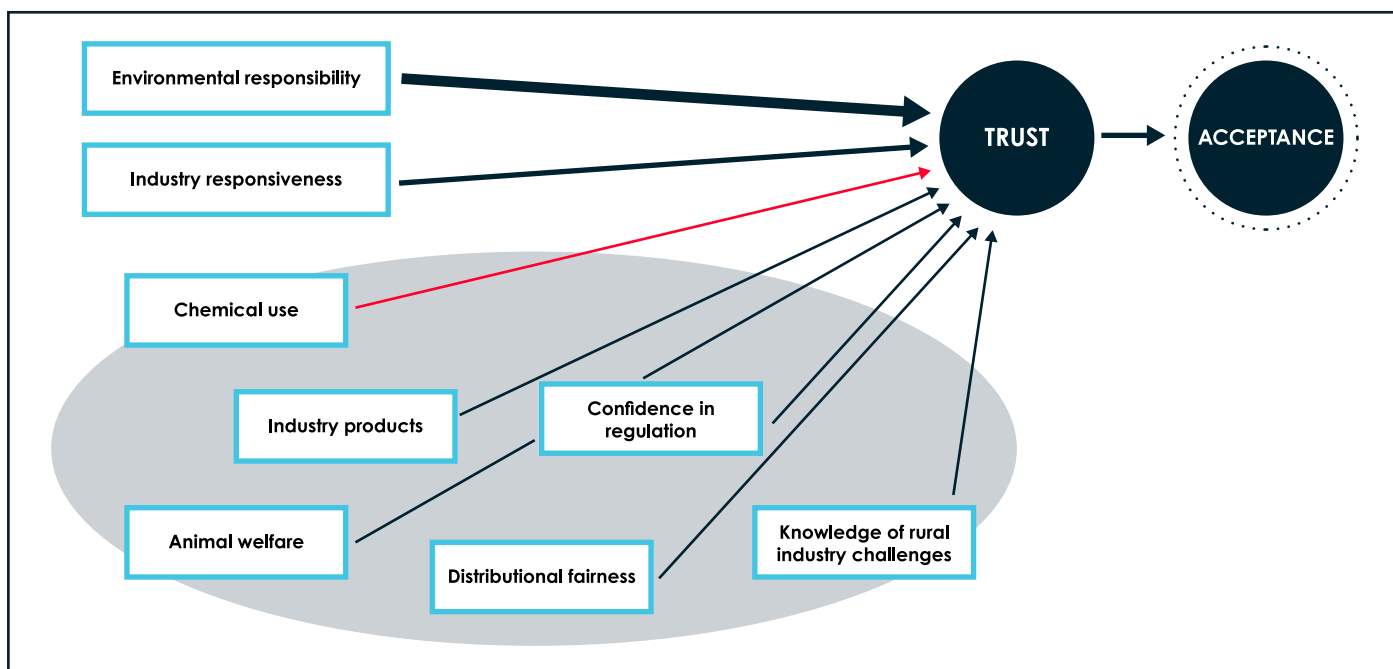 Environmental responsibility
TRUST
ACCEPTANCE
Industry responsiveness
Chemical use
Industry products
Confidence in
regulation
Animal welfare
Distributional fairness
Knowledge of rural
industry challenges